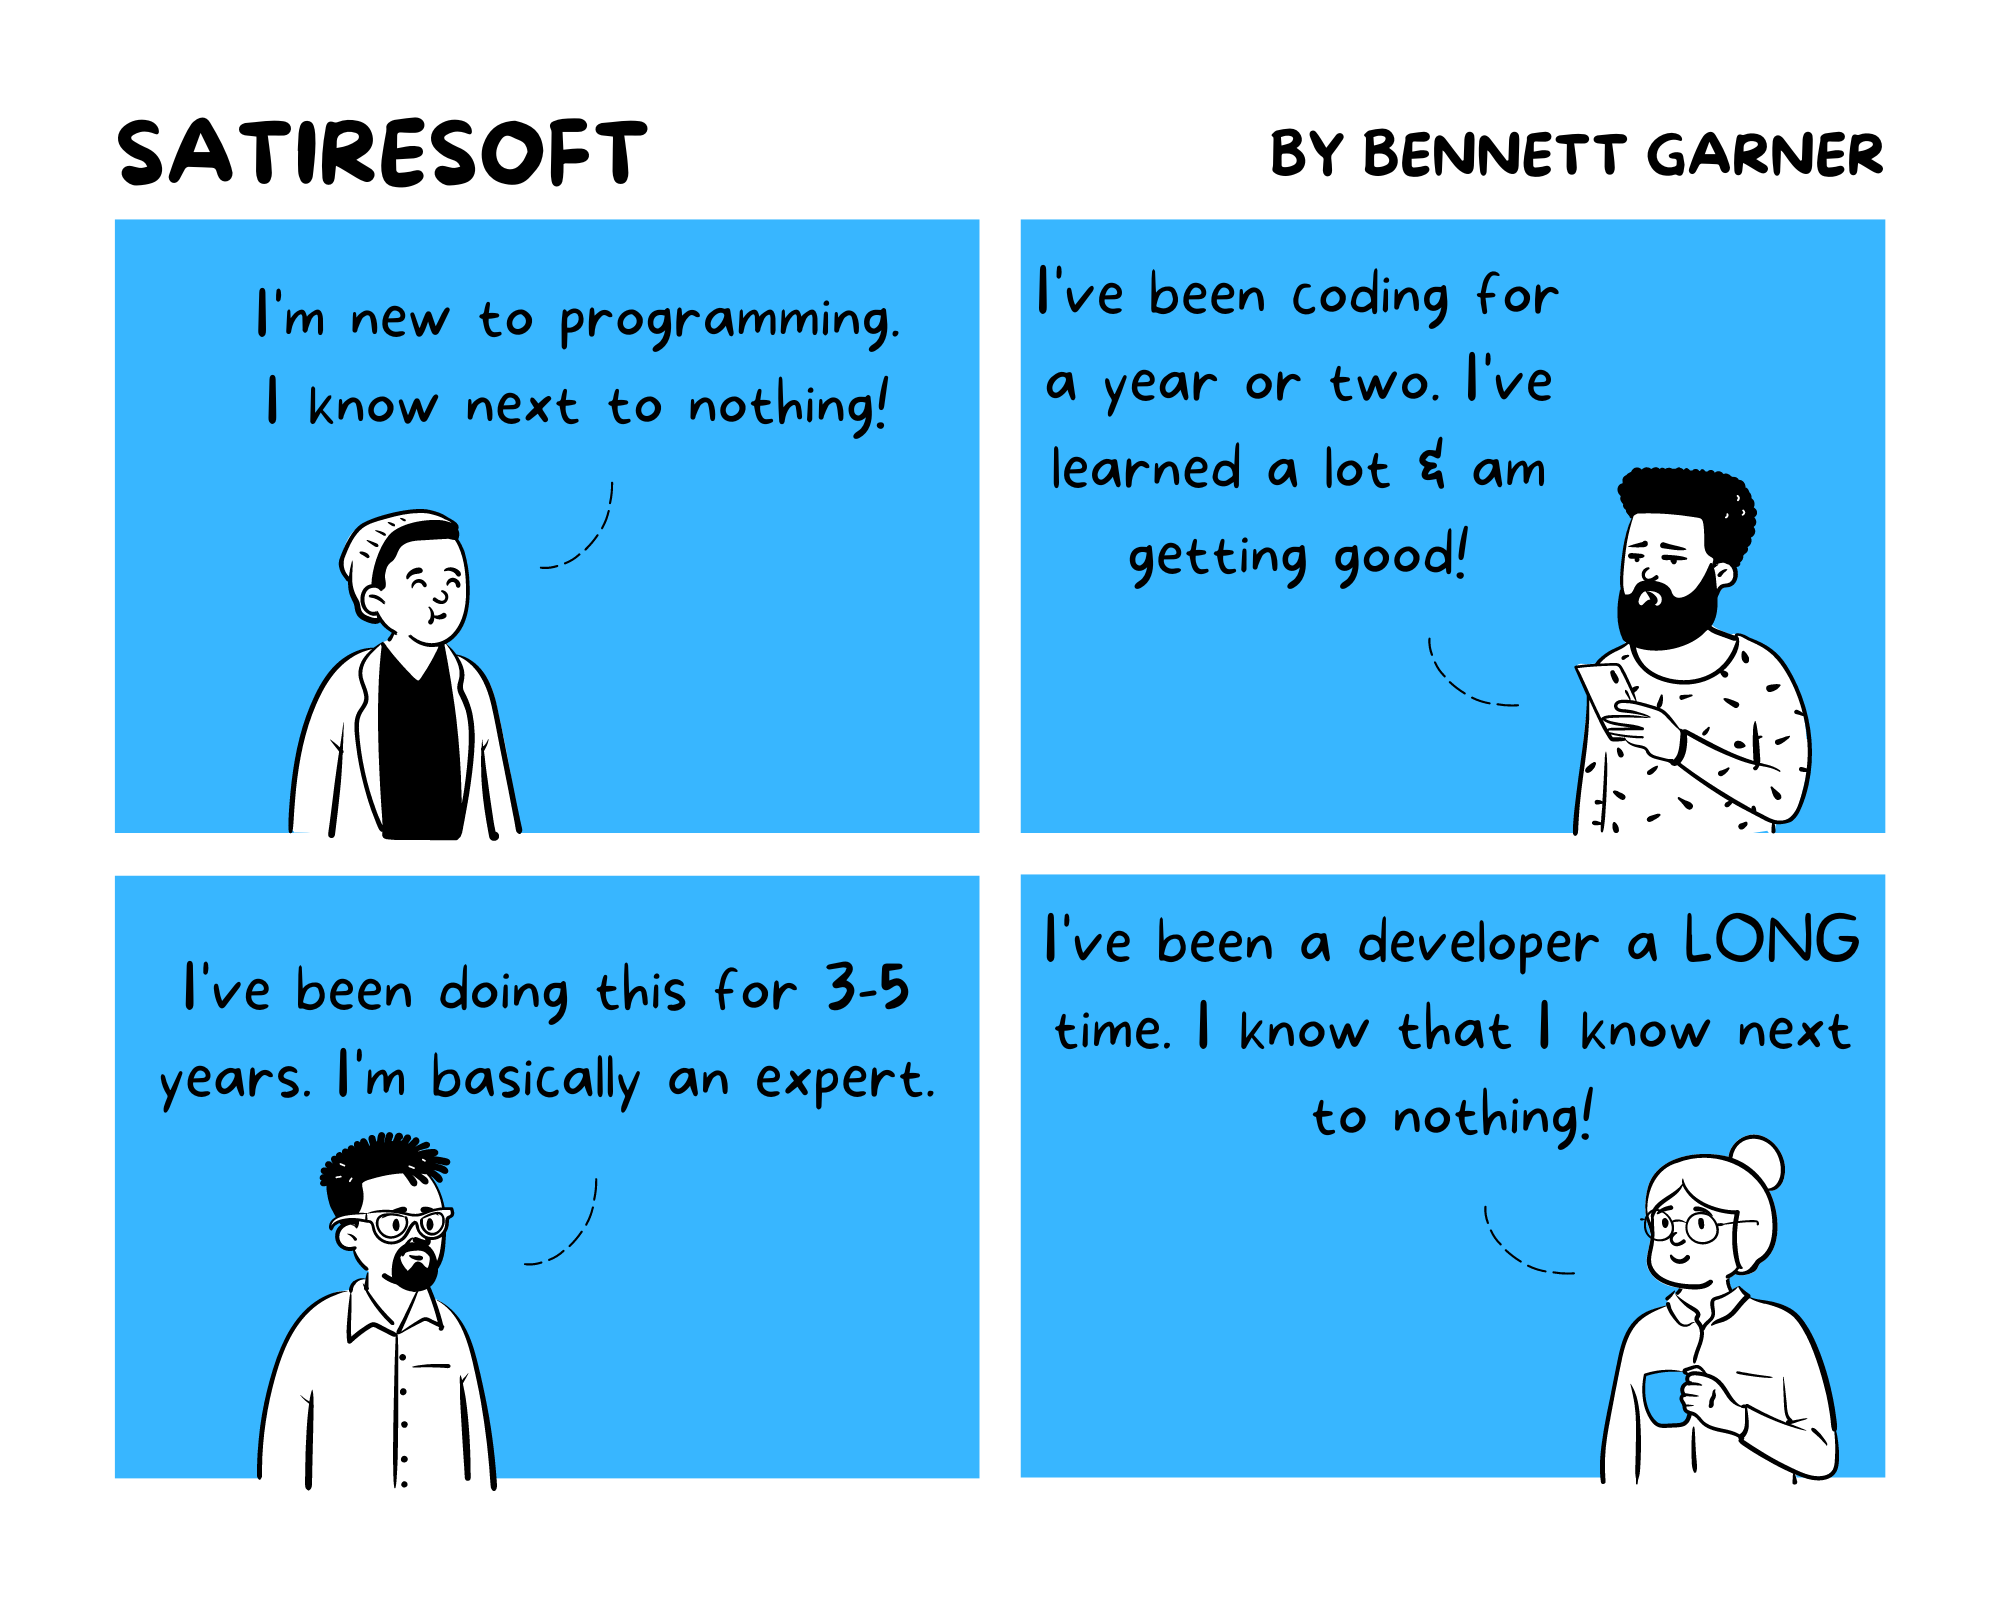 SATIRESOFT
BY BENNETT GARNER
I'm new to programming.
I know next to nothing!
I've been coding for
a year or two. I've
learned a lot & am
getting good!
I've been doing this for 3-5
years. I'm basically an expert.
I've been a developer a LONG
time. I know that I know next
to nothing!